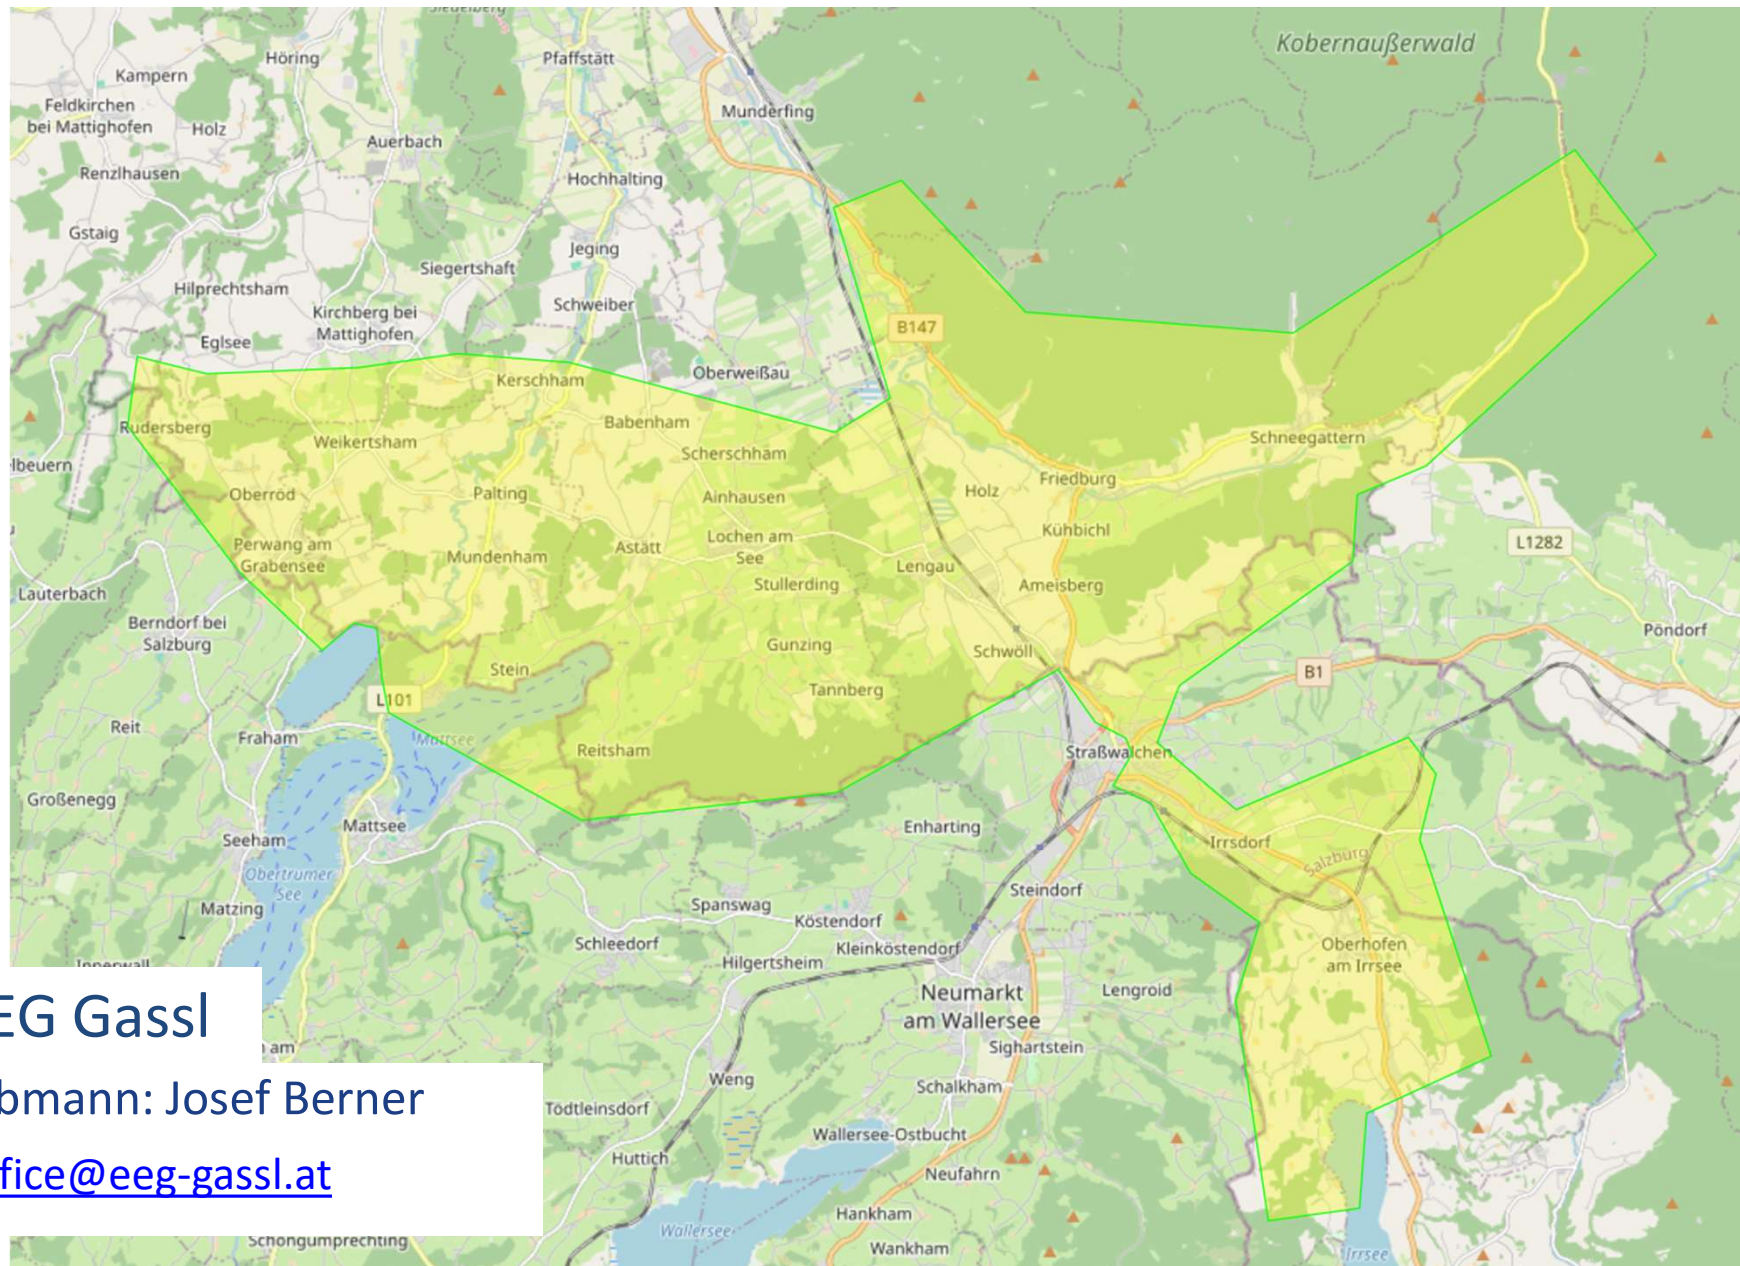 Siedelberg
Kobernaußerwald
Höring
Pfaffstätt
Kampern
Feldkirchen
bei Mattighofen
Holz
Munderfing
Auerbach
Renzlhausen
Hochhalting
Gstaig
Jeging
Siegertshaft
Hilprechtsham
Schweiber
Kirchberg bei
Mattighofen
B147
Eglsee
Oberweißau
Kerschham
Babenham
Rudersberg
Weikertsham
Schneegattern
Scherschham
lbeuern
Friedburg
Oberröd
Palting
Ainhausen
Holz
Kühbichl
Lochen am
See
L1282
Perwang am
Grabensee
Astätt
Mundenham
Lengau
Stullerding
Ameisberg
Lauterbach
Berndorf bei
Salzburg
Pöndorf
Gunzing
Schwöll
Stein
B1
Tannberg
L101
Reit
Fraham
Mattsee
Reitsham
Straßwalchen
Großenegg
Mattsee
Enharting
Seeham
Irrsdorf
Salzburg
Obertrumer
See
Steindorf
Matzing
Spanswag
Köstendorf
Schleedorf
Kleinköstendorf
Oberhofen
am Irrsee
Hilgertsheim
Innerwall
Neumarkt
am Wallersee
Lengroid
EG Gassl
am
Sighartstein
Weng
Schalkham
bmann: Josef Berner
Tödtleinsdorf
Wallersee-Ostbucht
Huttich
Neufahrn
fice@eeg-gassl.at
Hankham
Wallersee
Schöngumprechting
Wankham
Irrsee